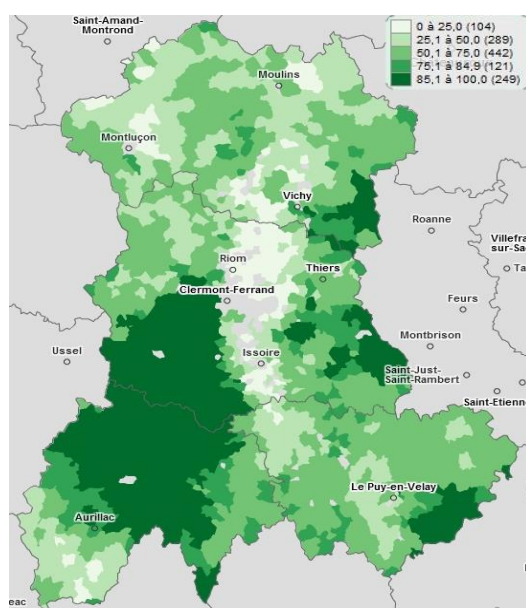 Saint-Amand-
Montrond
0 à 25,0 (104)
25,1 à 50,0 (289)
50,1 à 75,0 (442)
75,1 à 84,9 (121)
85,1 à 100,0 (249)
Moulins
Montluçon
Vichy
Roanne
Villefra
sur-Sa
Riom
Thiers
Ta
Clermont-Ferrand
Feurs
Montbrison
Ussel
Issoire
Saint-Just-
Saint-Rambert
Saint-Etienne
Le Puy-en-Velay
Aurillac
eac